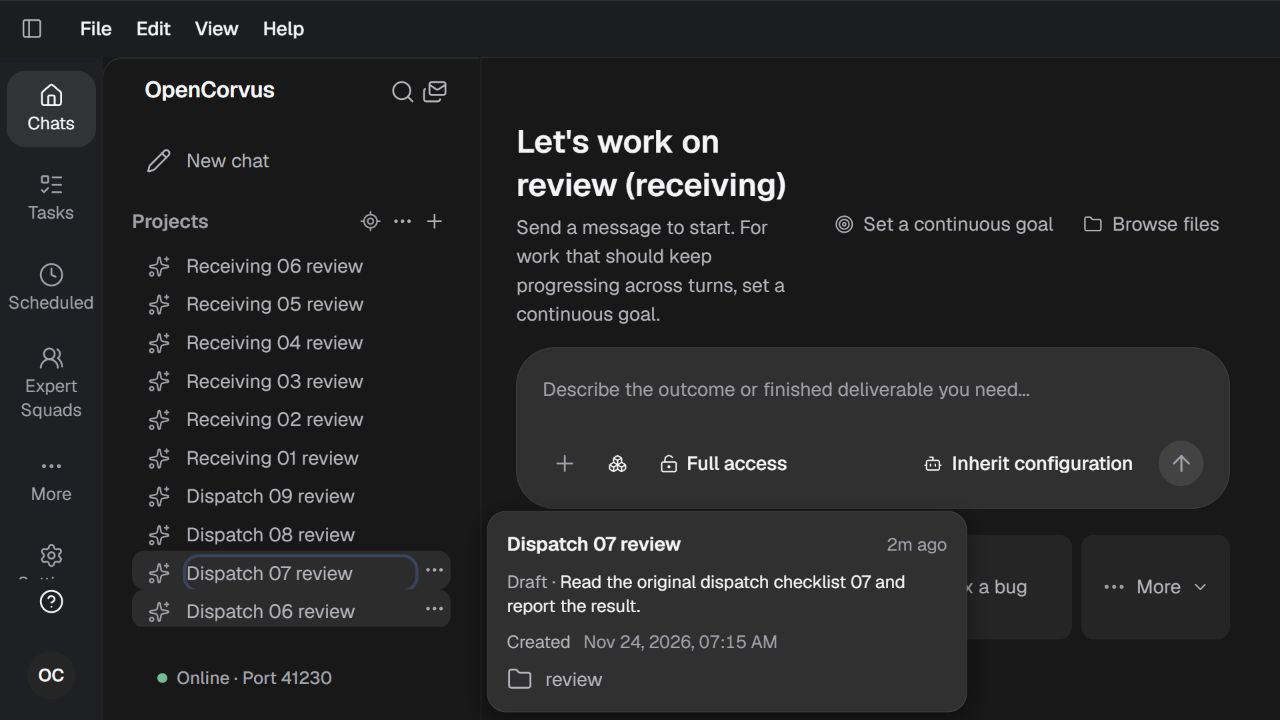 File Edit View Help
Chats
Tasks
Scheduled
Expert
Squads
More
OC
OpenCorvus
New chat
Projects
Receiving 06 review
Receiving 05 review
Receiving 04 review
Receiving 03 review
Receiving 02 review
Receiving 01 review
Dispatch 09 review
Dispatch 08 review
Dispatch 07 review
Dispatch 06 review
Online · Port 41230
Let's work on
review (receiving)
Send a message to start. For
work that should keep
progressing across turns, set a
continuous goal.
Set a continuous goal
Browse files
Describe the outcome or finished deliverable you need...
Full access
Inherit configuration
Dispatch 07 review
2m ago
Draft · Read the original dispatch checklist 07 and
report the result.
Created Nov 24, 2026, 07:15 AM
review
a bug
More